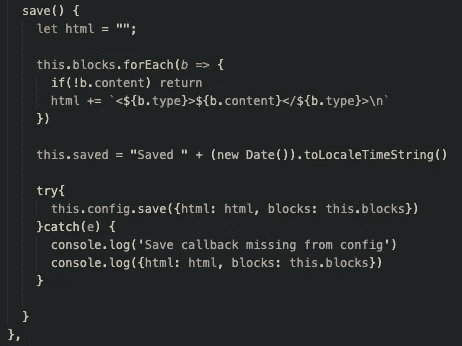 save() {
let html = "";
this.blocks.forEach(b => {
if(!b.content) return
html += `<${b.type}>${b.content}</${b.type}>\n`
})
this.saved = "Saved " + (new Date()).toLocaleTimeString()
try{
this.config.save({html: html, blocks: this.blocks})
}catch(e) {
console.log('Save callback missing from config')
console.log({html: html, blocks: this.blocks})
}
}
},